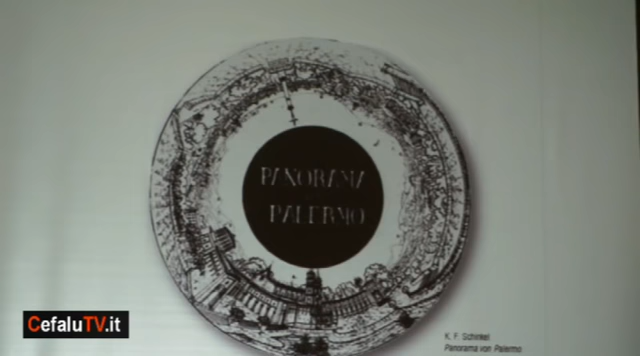 PANORAMA
PALERMO
K. F. Schinkel
Panorama von Palermo
CefaluTV.it